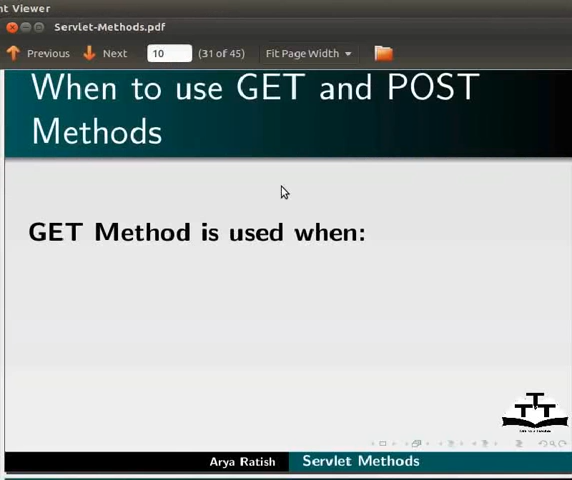 nt Viewer
Servlet-Methods.pdf
Previous Next 10 (31 of 45) Fit Page Width
When to use GET and POST
Methods
GET Method is used when:
TTT
Arya Ratish Servlet Methods